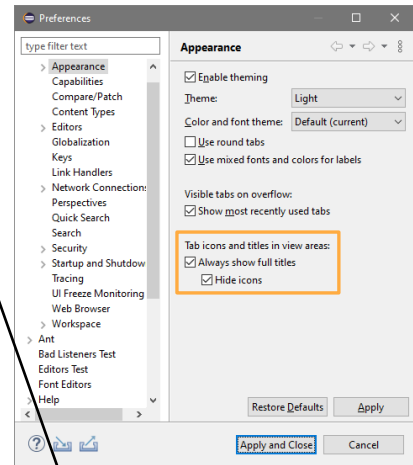 Preferences
type filter text
Appearance
Capabilities
Compare/Patch
Content Types
Editors
Globalization
Keys
Link Handlers
Network Connections
Perspectives
Quick Search
Search
Security
Startup and Shutdow
Tracing
UI Freeze Monitoring
Web Browser
Workspace
Ant
Bad Listeners Test
Editors Test
Font Editors
Help
Appearance
Enable theming
Theme: Light
Color and font theme: Default (current)
Use round tabs
Use mixed fonts and colors for labels
Visible tabs on overflow:
Show most recently used tabs
Tab icons and titles in view areas:
Always show full titles
Hide icons
Restore Defaults Apply
Apply and Close Cancel